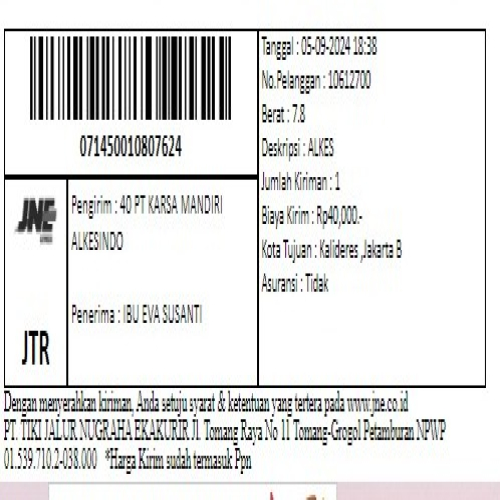 071450010807624
JNE
JTR
Pengirim : 40 PT KARSA MANDIRI
ALKESINDO
Penerima : IBU EVA SUSANTI
Tanggal : 05-09-2024 18:38
No.Pelanggan : 10612700
Berat : 7.8
Deskripsi : ALKES
Jumlah Kiriman : 1
Biaya Kirim : Rp40,000.-
Kota Tujuan : Kalideres ,Jakarta B
Asuransi : Tidak
Dengan menyerahkan kiriman, Anda setuju syarat & ketentuan yang tertera pada www.jne.co.id
PT. TIKI JALUR NUGRAHA EKAKURIR Jl. Tomang Raya No 11 Tomang-Grogol Petamburan NPWP
01.539.710.2-038.000 *Harga Kirim sudah termasuk Ppn